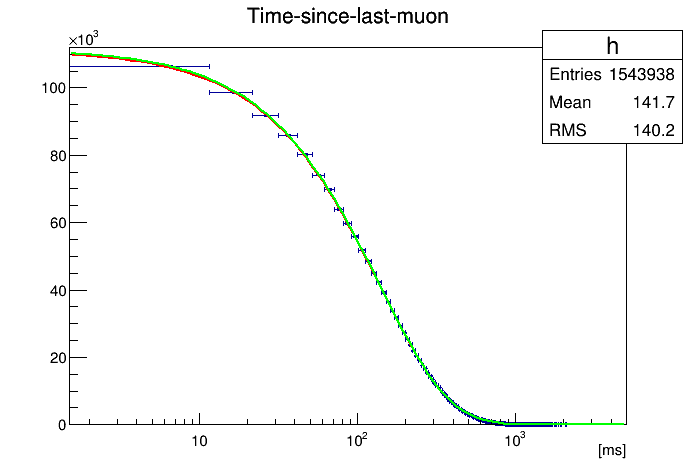 Time-since-last-muon
×10³
h
Entries 1543938
Mean 141.7
RMS 140.2
100
80
60
40
20
0
10 10² 10³
[ms]